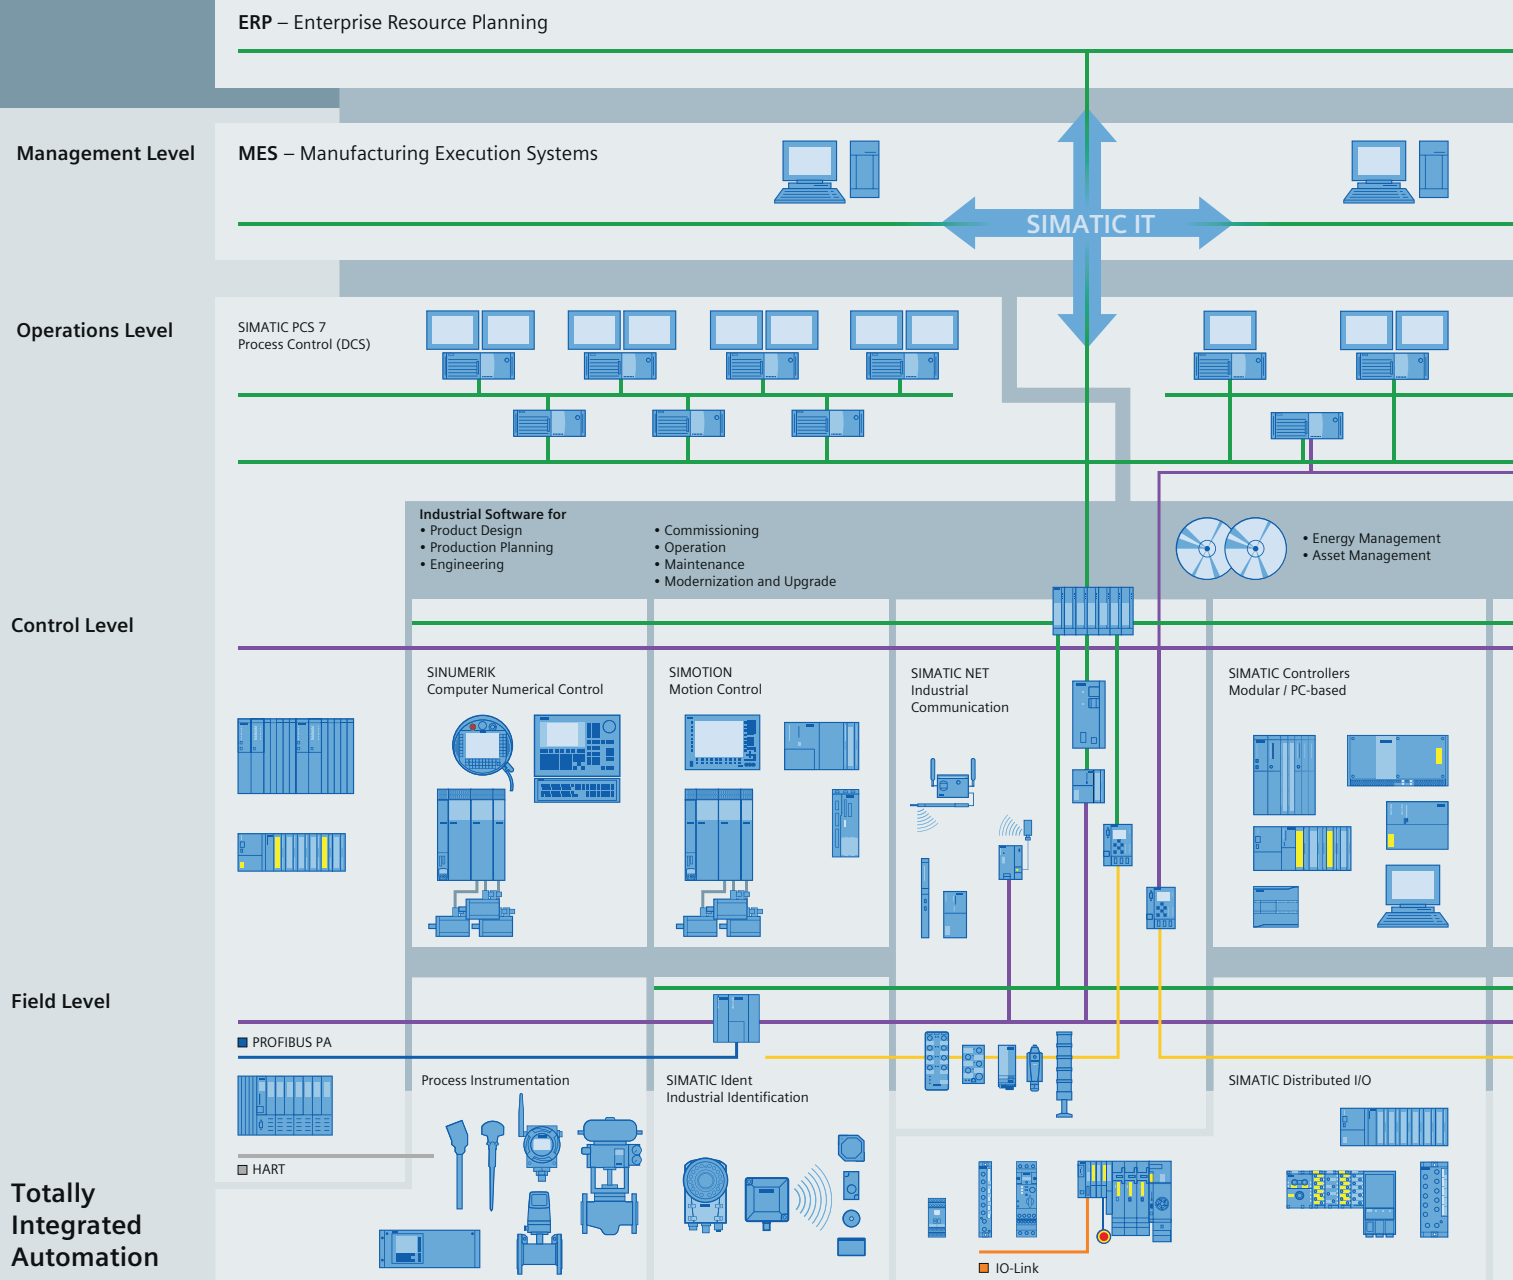 ERP – Enterprise Resource Planning
Management Level
MES – Manufacturing Execution Systems
SIMATIC IT
Operations Level
SIMATIC PCS 7
Process Control (DCS)
Industrial Software for
• Product Design
• Production Planning
• Engineering
• Commissioning
• Operation
• Maintenance
• Modernization and Upgrade
• Energy Management
• Asset Management
Control Level
SINUMERIK
Computer Numerical Control
SIMOTION
Motion Control
SIMATIC NET
Industrial
Communication
SIMATIC Controllers
Modular / PC-based
Field Level
PROFIBUS PA
Process Instrumentation
SIMATIC Ident
Industrial Identification
SIMATIC Distributed I/O
HART
Totally
Integrated
Automation
IO-Link